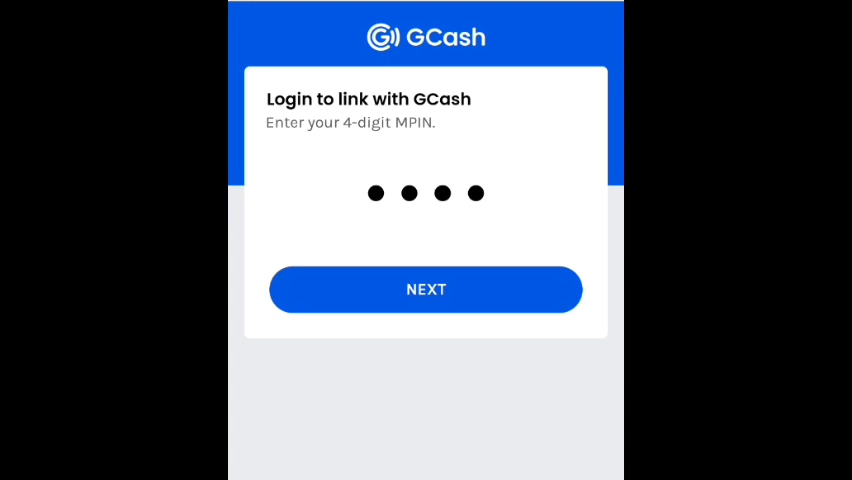 GCash
Login to link with GCash
Enter your 4-digit MPIN.
NEXT